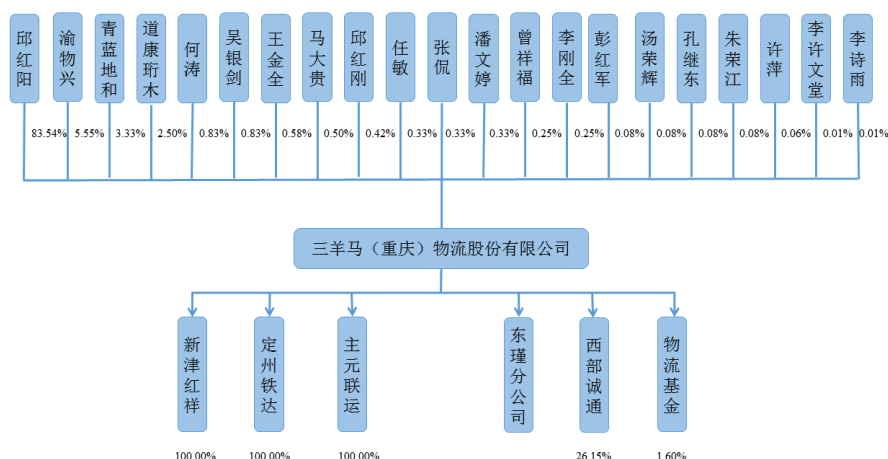 邱红阳
渝物兴
青蓝地和
道康珩木
何涛
吴银剑
王金全
马大贵
邱红刚
任敏
张侃
潘文婷
曾祥福
李刚全
彭红军
汤荣辉
孔继东
朱荣江
许萍
李许文堂
李诗雨
83.54%
5.55%
3.33%
2.50%
0.83%
0.83%
0.58%
0.50%
0.42%
0.33%
0.33%
0.33%
0.25%
0.25%
0.08%
0.08%
0.08%
0.08%
0.06%
0.01%
0.01%
三羊马（重庆）物流股份有限公司
新津红祥
定州铁达
主元联运
东瑾分公司
西部诚通
物流基金
100.00%
100.00%
100.00%
26.15%
1.60%